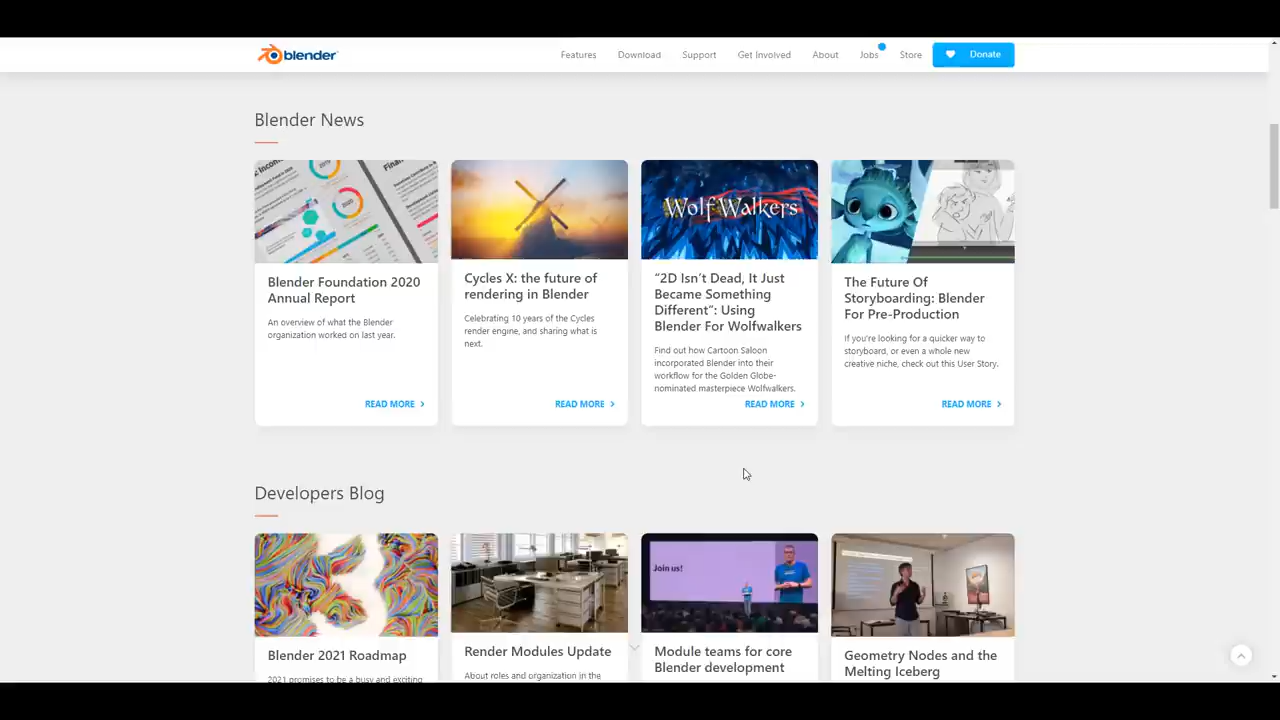 blender
Features Download Support Get Involved About Jobs Store Donate
Blender News
WolfWalkers
Blender Foundation 2020
Annual Report
An overview of what the Blender
organization worked on last year.
READ MORE
Cycles X: the future of
rendering in Blender
Celebrating 10 years of the Cycles
render engine, and sharing what is
next.
READ MORE
“2D Isn’t Dead, It Just
Became Something
Different”: Using
Blender For Wolfwalkers
Find out how Cartoon Saloon
incorporated Blender into their
workflow for the Golden Globe-
nominated masterpiece Wolfwalkers.
READ MORE
The Future Of
Storyboarding: Blender
For Pre-Production
If you're looking for a quicker way to
storyboard, or even a whole new
creative niche, check out this User Story.
READ MORE
Developers Blog
Join us!
Blender 2021 Roadmap
2021 promises to be a busy and exciting
Render Modules Update
About roles and organization in the
Module teams for core
Blender development
Geometry Nodes and the
Melting Iceberg